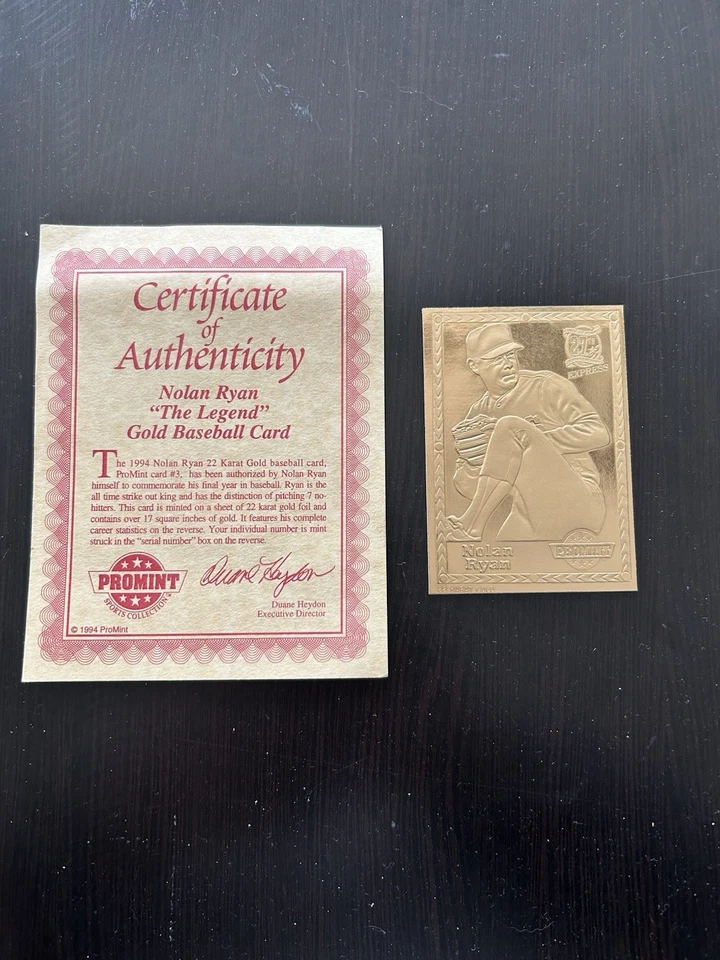 Certificate
of
Authenticity
Nolan Ryan
"The Legend"
Gold Baseball Card
The 1994 Nolan Ryan 22 Karat Gold baseball card,
ProMint card #3, has been authorized by Nolan Ryan
himself to commemorate his final year in baseball. Ryan is the
all time strike out king and has the distinction of pitching 7 no-
hitters. This card is minted on a sheet of 22 karat gold foil and
contains over 17 square inches of gold. It features his complete
career statistics on the reverse. Your individual number is mint
struck in the "serial number" box on the reverse.
PROMINT
SPORTS COLLECTION
Duane Heydon
Duane Heydon
Executive Director
© 1994 ProMint
EXPRESS
Nolan
Ryan
PROMINT